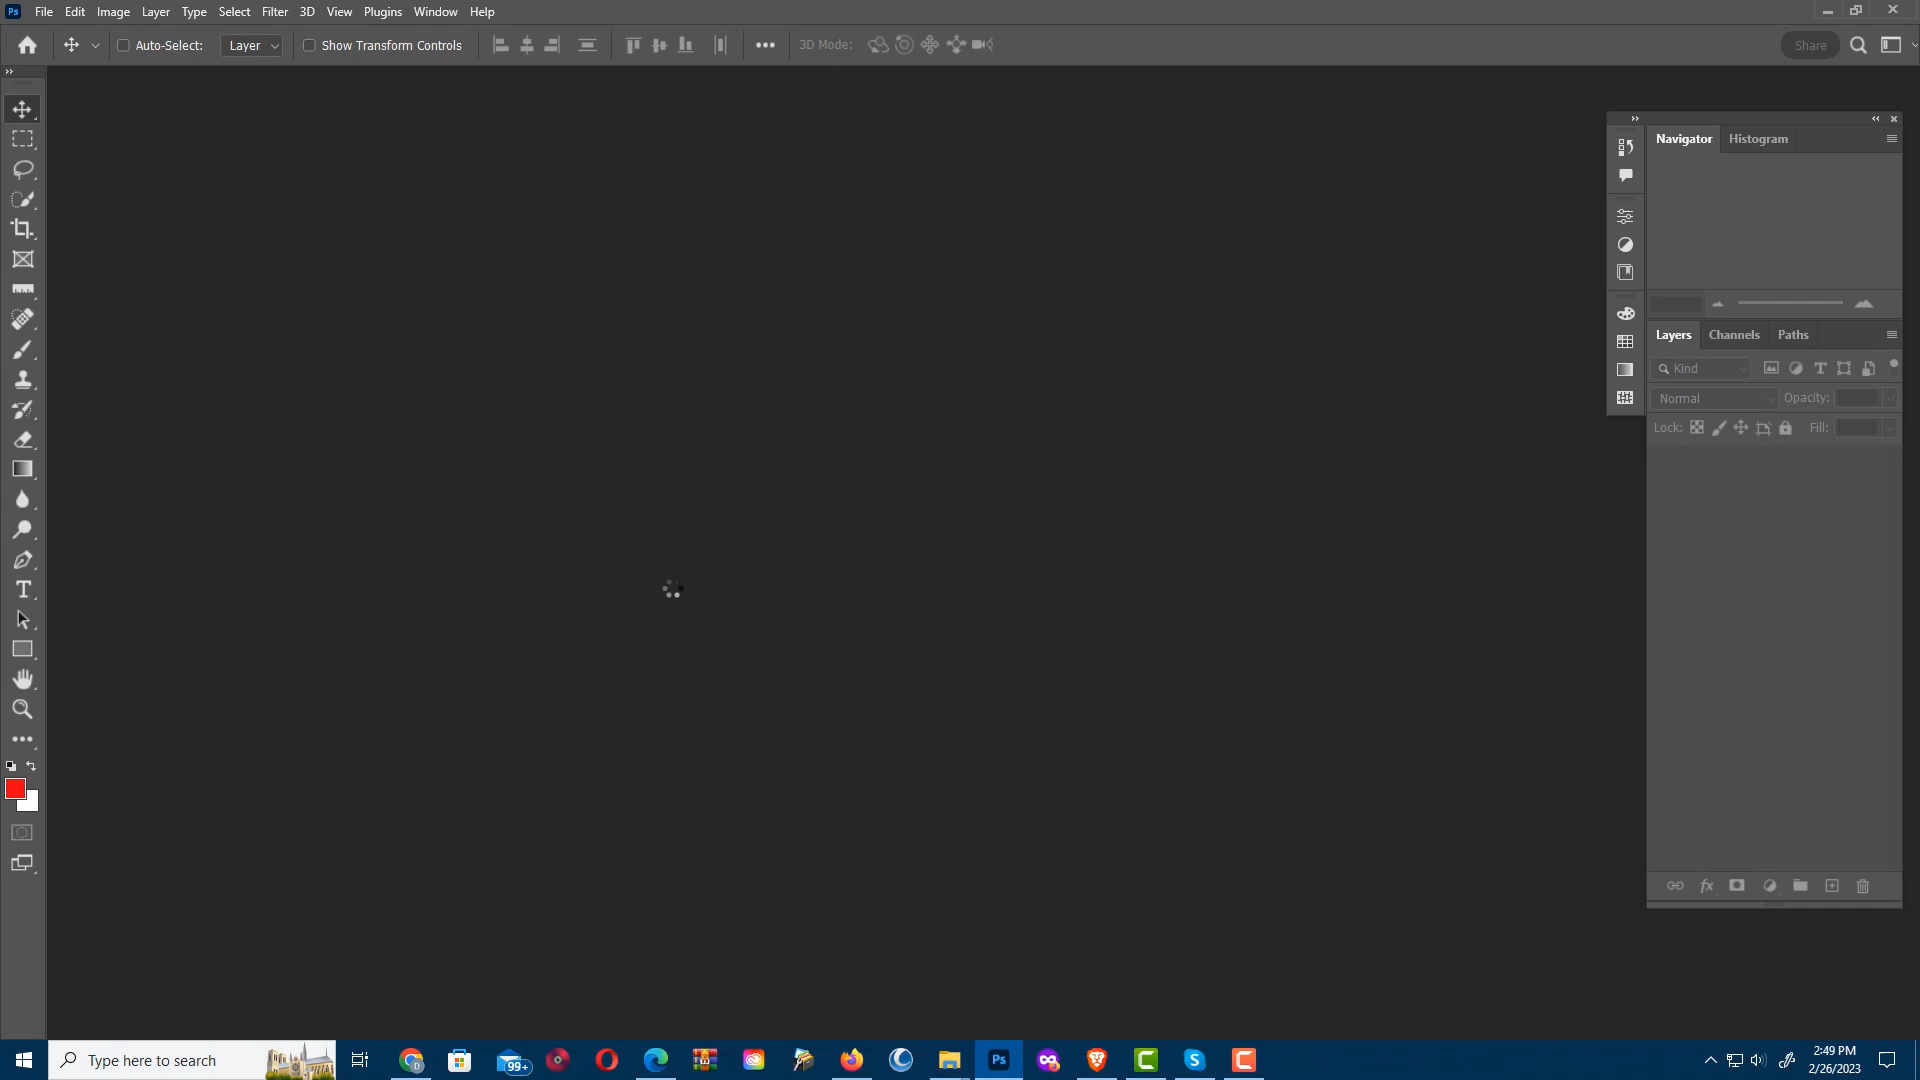 Ps File Edit Image Layer Type Select Filter 3D View Plugins Window Help
Auto-Select: Layer Show Transform Controls 3D Mode: Share
Navigator Histogram
Layers Channels Paths
Kind
Normal Opacity:
Lock: Fill:
fx
Type here to search 99+ Ps 2:49 PM
2/26/2023